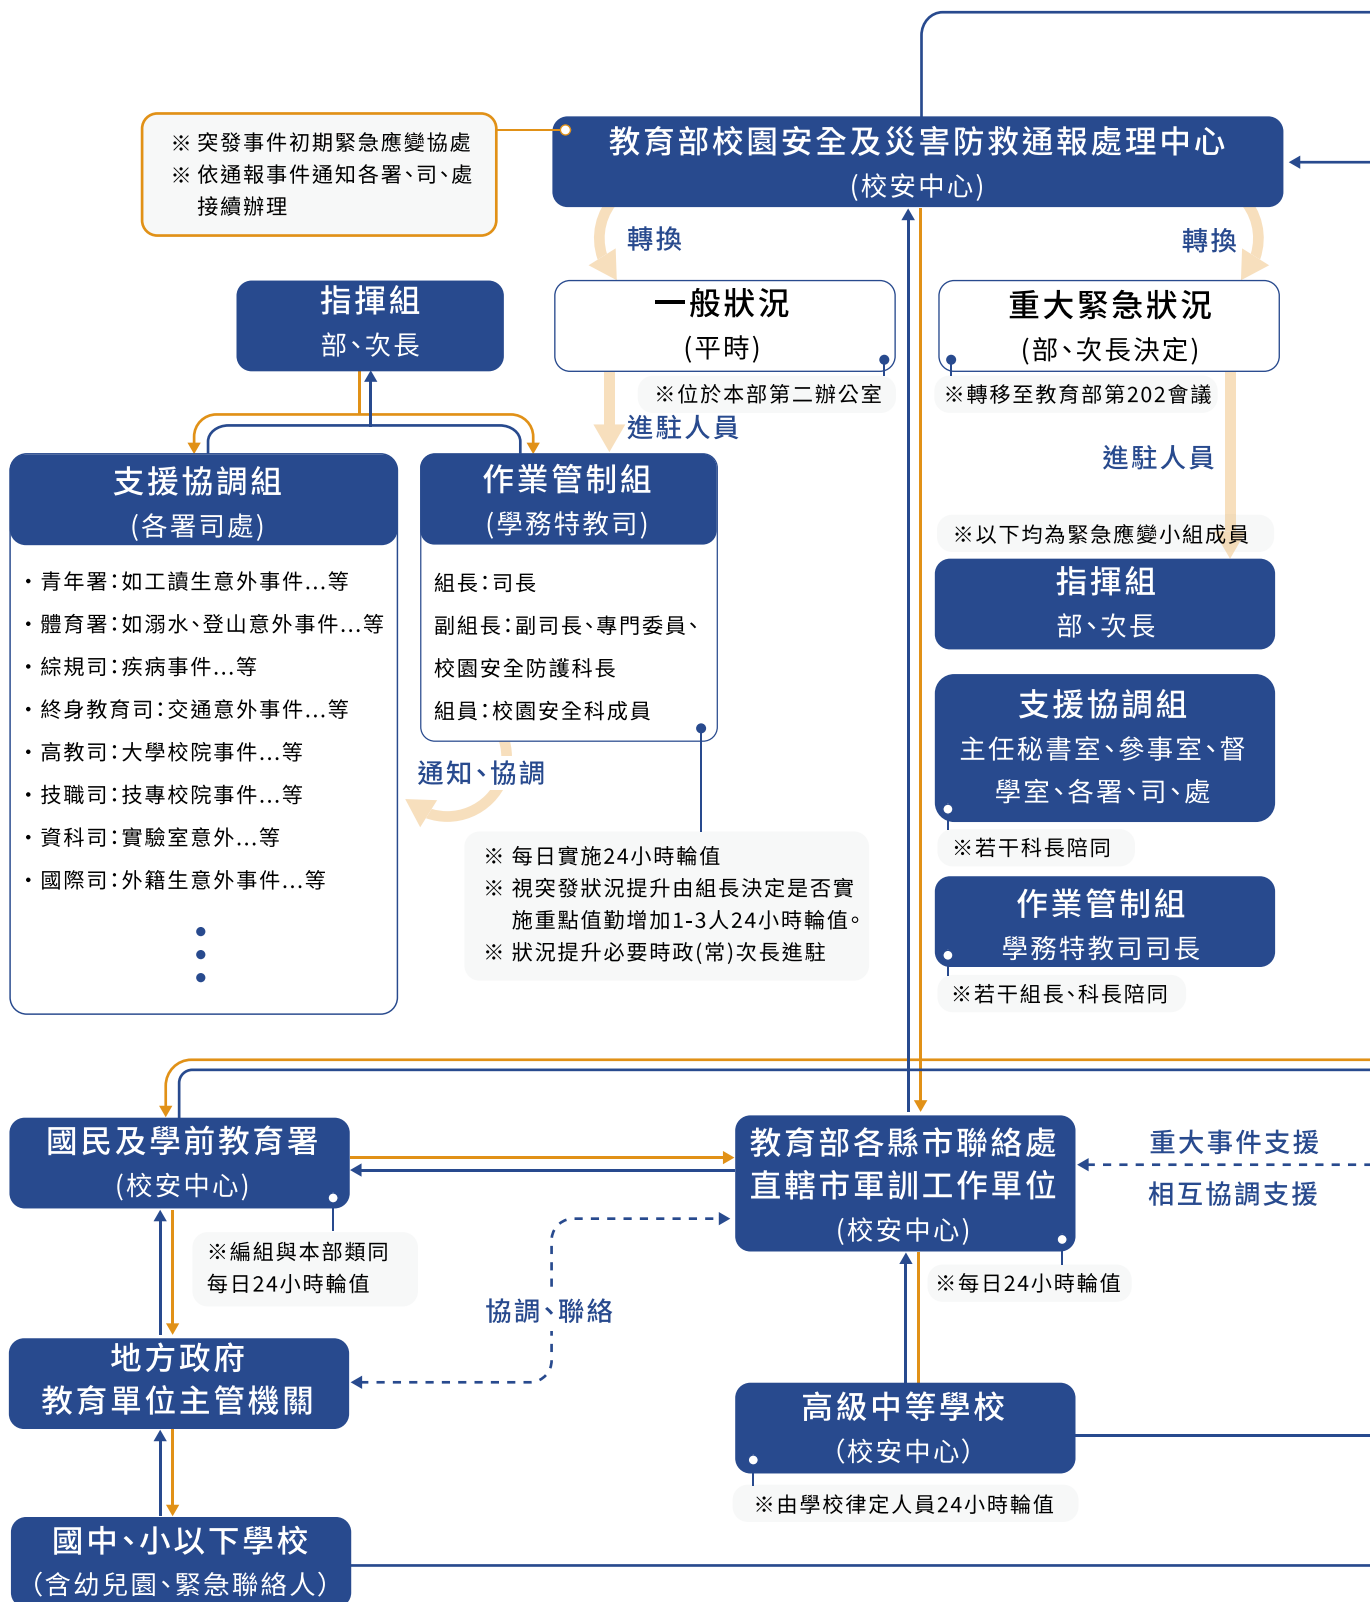 ※ 突發事件初期緊急應變協處
※ 依通報事件通知各署、司、處
接續辦理
教育部校園安全及災害防救通報處理中心
(校安中心)
轉換
轉換
指揮組
部、次長
一般狀況
(平時)
※位於本部第二辦公室
進駐人員
重大緊急狀況
(部、次長決定)
※轉移至教育部第202會議
進駐人員
支援協調組
(各署司處)
・青年署：如工讀生意外事件...等
・體育署：如溺水、登山意外事件...等
・綜規司：疾病事件...等
・終身教育司：交通意外事件...等
・高教司：大學校院事件...等
・技職司：技專校院事件...等
・資科司：實驗室意外...等
・國際司：外籍生意外事件...等
作業管制組
(學務特教司)
組長：司長
副組長：副司長、專門委員、
校園安全防護科長
組員：校園安全科成員
通知、協調
※ 每日實施24小時輪值
※ 視突發狀況提升由組長決定是否實
施重點值勤增加1-3人24小時輪值。
※ 狀況提升必要時政(常)次長進駐
※以下均為緊急應變小組成員
指揮組
部、次長
支援協調組
主任秘書室、參事室、督
學室、各署、司、處
※若干科長陪同
作業管制組
學務特教司司長
※若干組長、科長陪同
國民及學前教育署
(校安中心)
※編組與本部類同
每日24小時輪值
教育部各縣市聯絡處
直轄市軍訓工作單位
(校安中心)
※每日24小時輪值
重大事件支援
相互協調支援
協調、聯絡
地方政府
教育單位主管機關
高級中等學校
（校安中心）
※由學校律定人員24小時輪值
國中、小以下學校
（含幼兒園、緊急聯絡人）